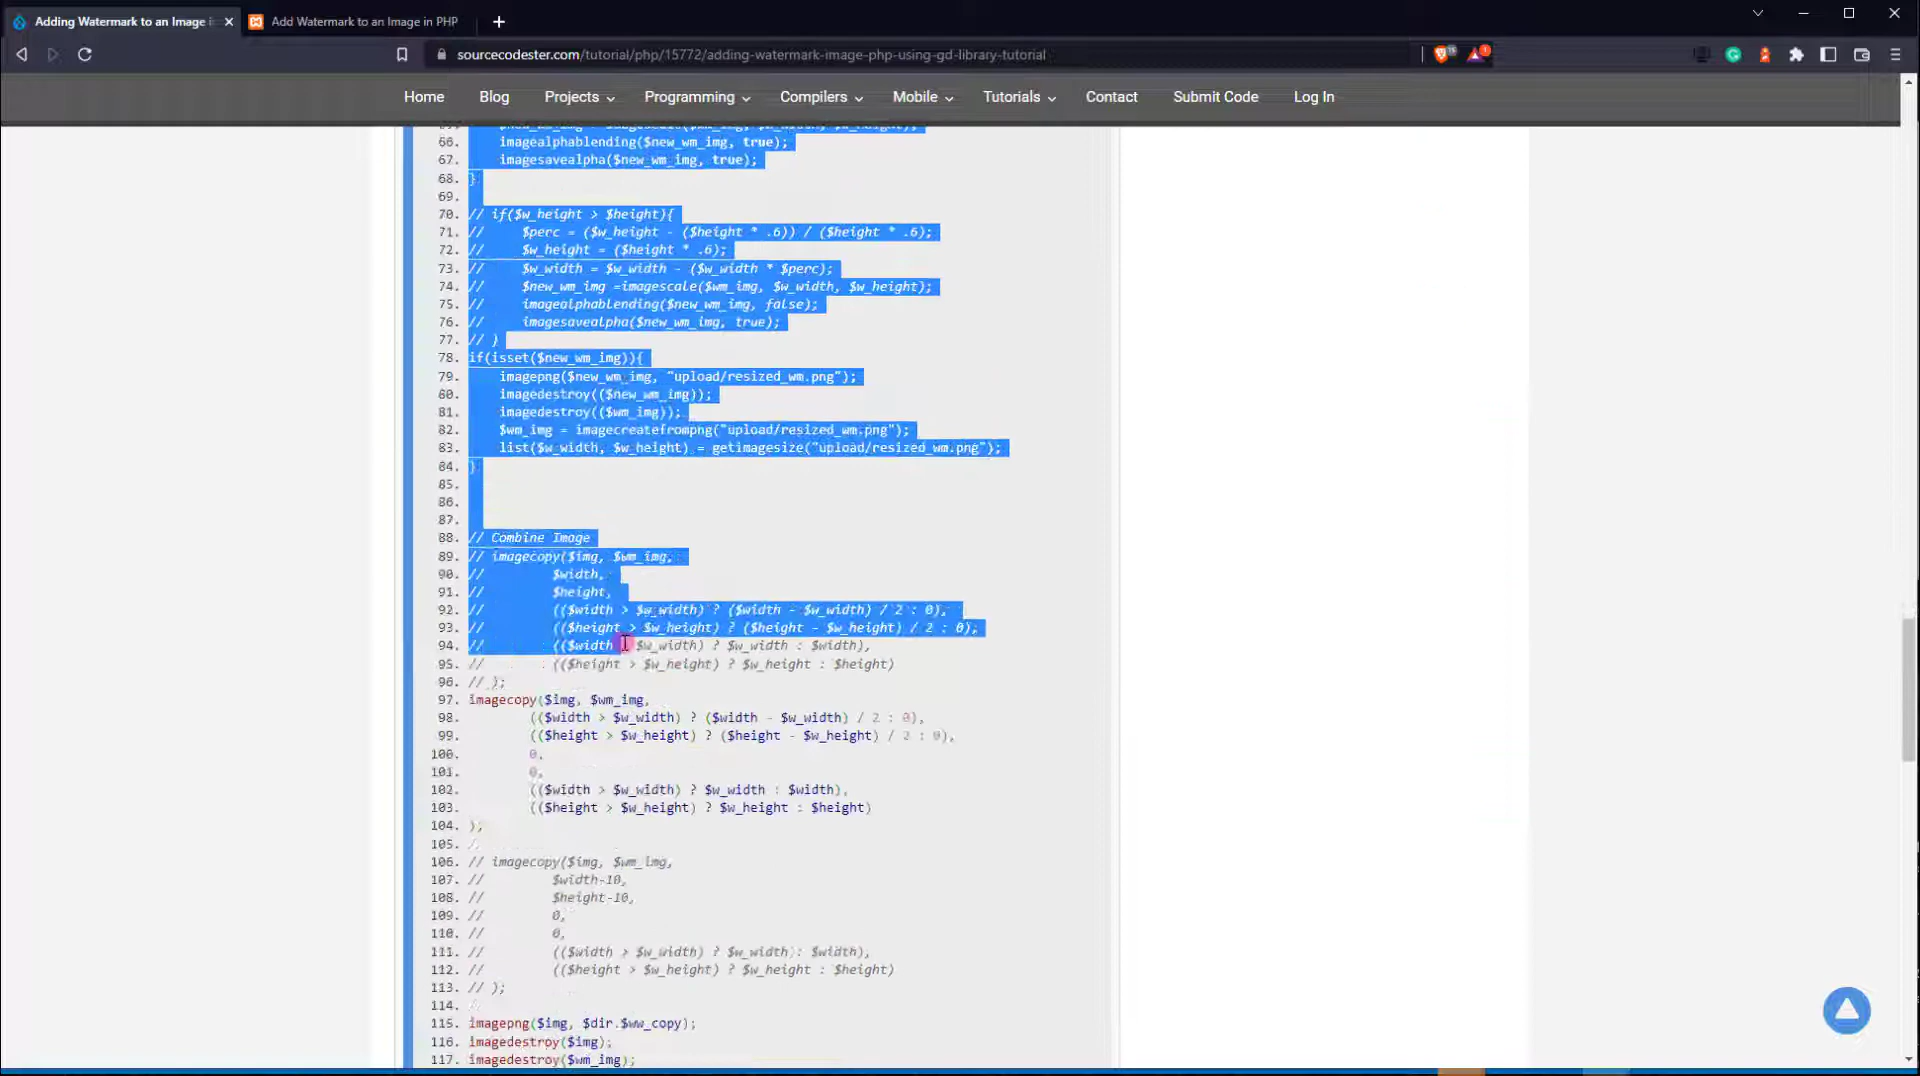 Adding Watermark to an Image i
Add Watermark to an Image in PHP
sourcecodester.com/tutorial/php/15772/adding-watermark-image-php-using-gd-library-tutorial
Home Blog Projects Programming Compilers Mobile Tutorials Contact Submit Code Log In
66. imagealphablending($new_wm_img, true);
67. imagesavealpha($new_wm_img, true);
68. }
69.
70. // if($w_height > $height){
71. // $perc = ($w_height - ($height * .6)) / ($height * .6);
72. // $w_height = ($height * .6);
73. // $w_width = $w_width - ($w_width * $perc);
74. // $new_wm_img =imagescale($wm_img, $w_width, $w_height);
75. // imagealphablending($new_wm_img, false);
76. // imagesavealpha($new_wm_img, true);
77. // }
78. if(isset($new_wm_img)){
79. imagepng($new_wm_img, "upload/resized_wm.png");
80. imagedestroy(($new_wm_img));
81. imagedestroy(($wm_img));
82. $wm_img = imagecreatefrompng("upload/resized_wm.png");
83. list($w_width, $w_height) = getimagesize("upload/resized_wm.png");
84. }
85.
86.
87.
88. // Combine Image
89. // imagecopy($img, $wm_img,
90. // $width,
91. // $height,
92. // (($width > $w_width) ? ($width - $w_width) / 2 : 0),
93. // (($height > $w_height) ? ($height - $w_height) / 2 : 0),
94. // (($width $w_width) ? $w_width : $width),
95. // (($height > $w_height) ? $w_height : $height)
96. // );
97. imagecopy($img, $wm_img,
98. (($width > $w_width) ? ($width - $w_width) / 2 : 0),
99. (($height > $w_height) ? ($height - $w_height) / 2 : 0),
100. 0,
101. 0,
102. (($width > $w_width) ? $w_width : $width),
103. (($height > $w_height) ? $w_height : $height)
104. );
105.
106. // imagecopy($img, $wm_img,
107. // $width-10,
108. // $height-10,
109. // 0,
110. // 0,
111. // (($width > $w_width) ? $w_width : $width),
112. // (($height > $w_height) ? $w_height : $height)
113. // );
114.
115. imagepng($img, $dir.$ww_copy);
116. imagedestroy($img);
117. imagedestroy($wm_img);